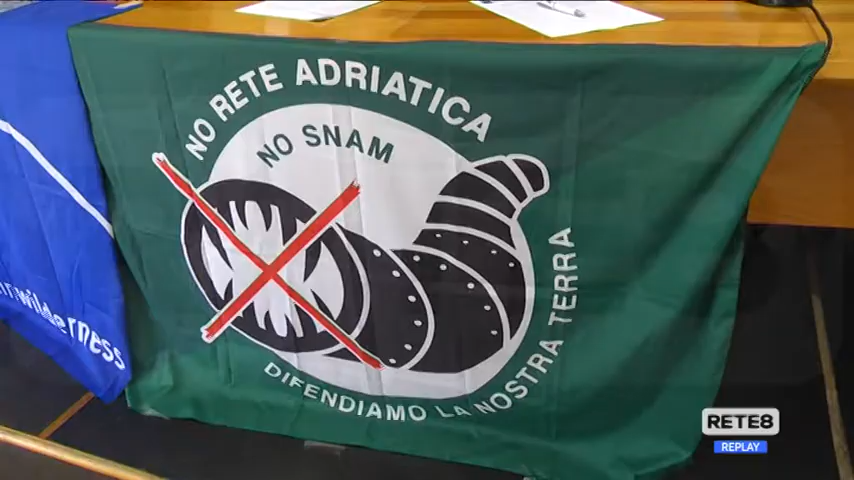 NO RETE ADRIATICA
NO SNAM
DIFENDIAMO LA NOSTRA TERRA
wilderness
RETE8
REPLAY